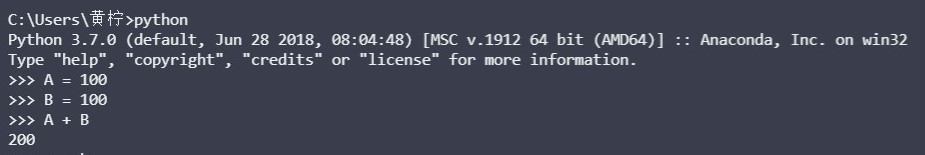 C:\Users\黄柠>python
Python 3.7.0 (default, Jun 28 2018, 08:04:48) [MSC v.1912 64 bit (AMD64)] :: Anaconda, Inc. on win32
Type "help", "copyright", "credits" or "license" for more information.
>>> A = 100
>>> B = 100
>>> A + B
200